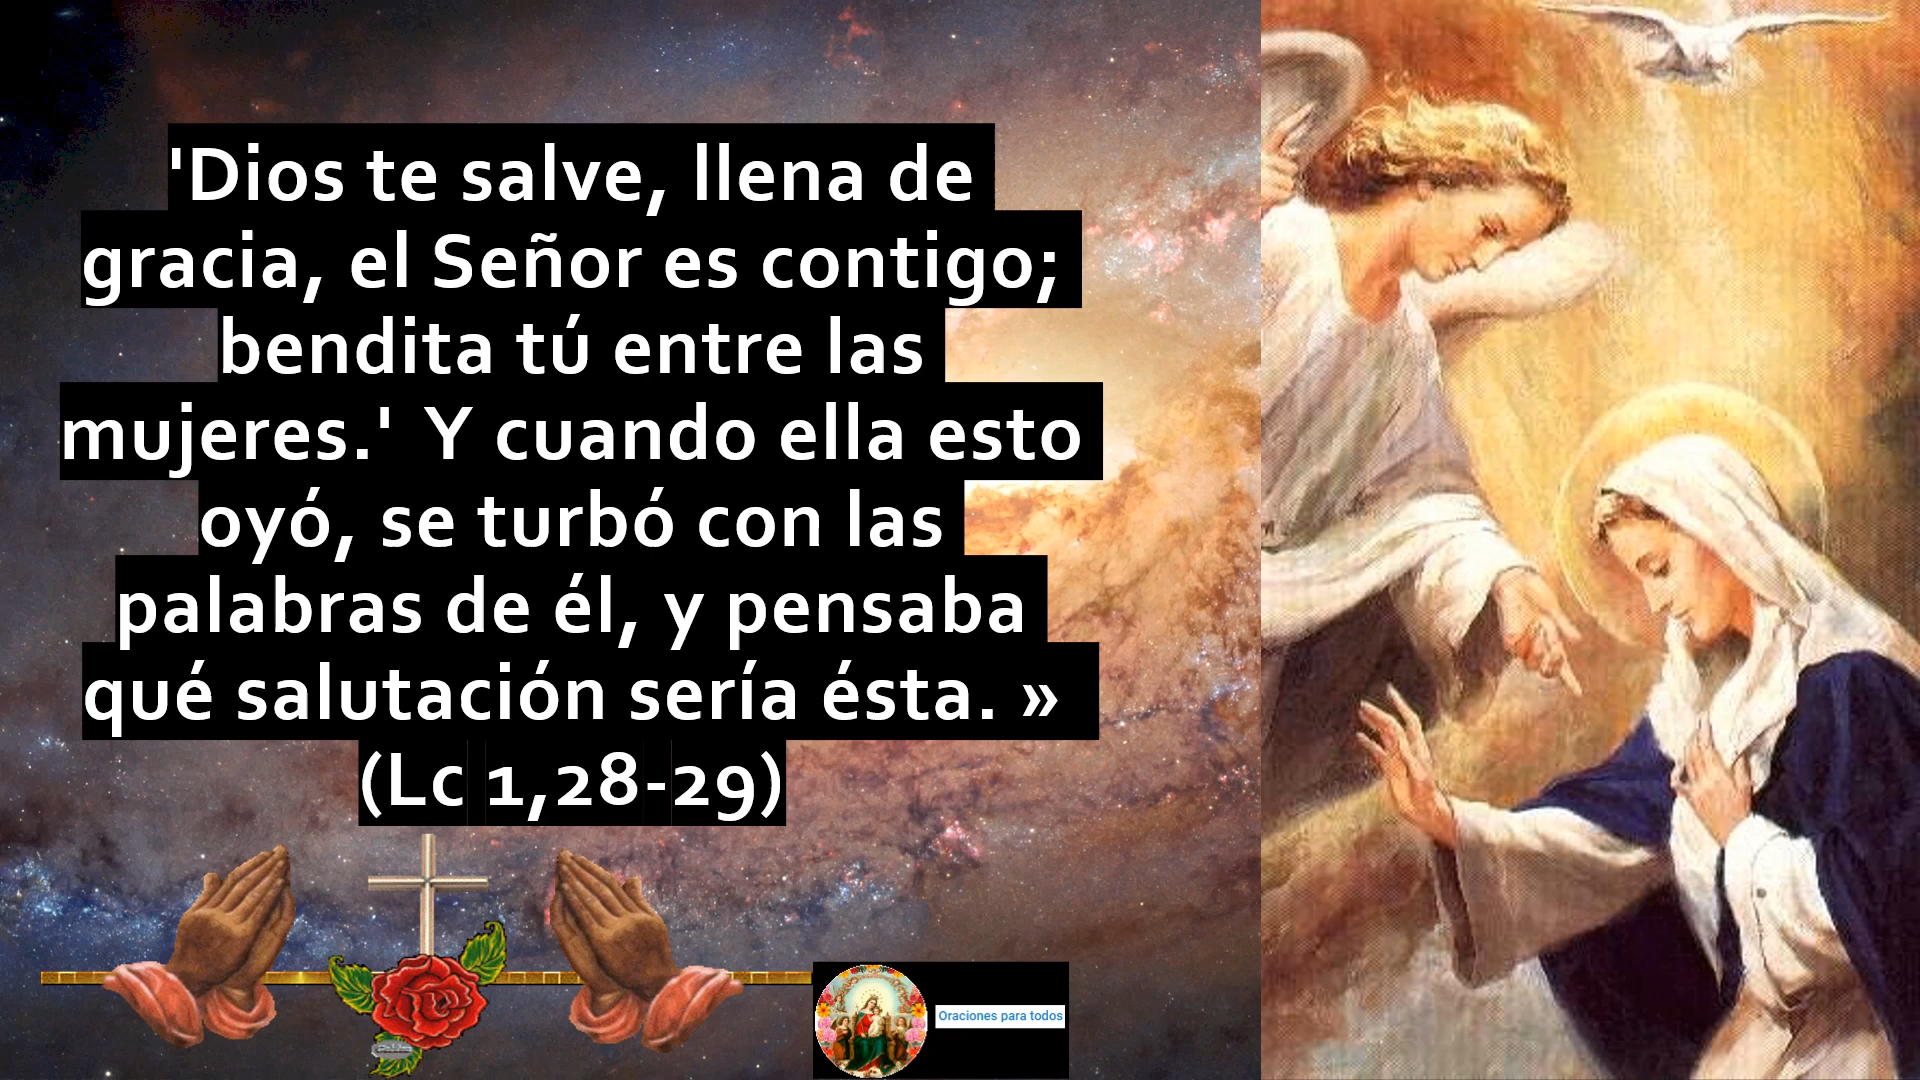 'Dios te salve, llena de
gracia, el Señor es contigo;
bendita tú entre las
mujeres.' Y cuando ella esto
oyó, se turbó con las
palabras de él, y pensaba
qué salutación sería ésta. »
(Lc 1,28-29)
Oraciones para todos